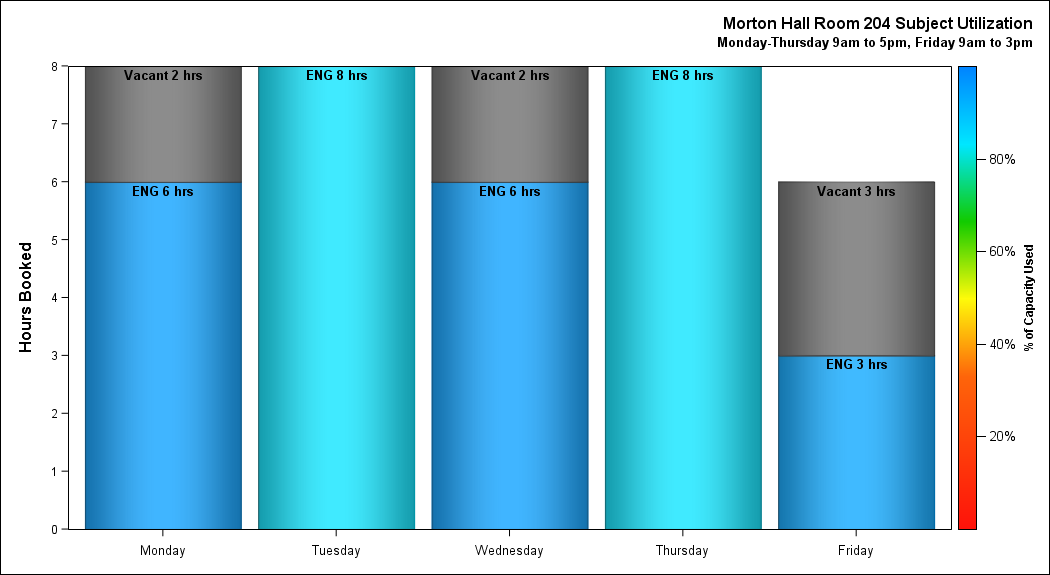 Morton Hall Room 204 Subject Utilization
Monday-Thursday 9am to 5pm, Friday 9am to 3pm
Hours Booked
8
7
6
5
4
3
2
1
0
Vacant 2 hrs
ENG 6 hrs
ENG 8 hrs
Vacant 2 hrs
ENG 6 hrs
ENG 8 hrs
Vacant 3 hrs
ENG 3 hrs
Monday
Tuesday
Wednesday
Thursday
Friday
80%
60%
40%
20%
% of Capacity Used